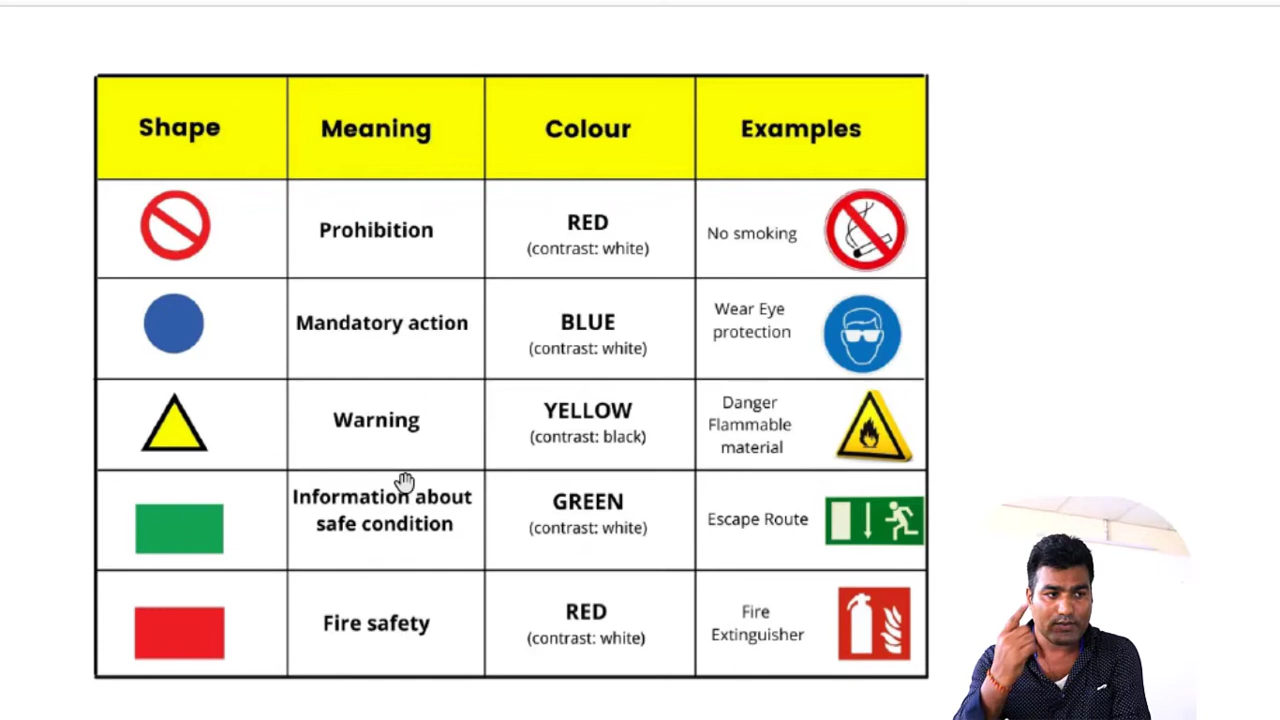 Shape Meaning Colour Examples
Prohibition
RED
(contrast: white)
No smoking
Mandatory action
BLUE
(contrast: white)
Wear Eye
protection
Warning
YELLOW
(contrast: black)
Danger
Flammable
material
Information about
safe condition
GREEN
(contrast: white)
Escape Route
Fire safety
RED
(contrast: white)
Fire
Extinguisher